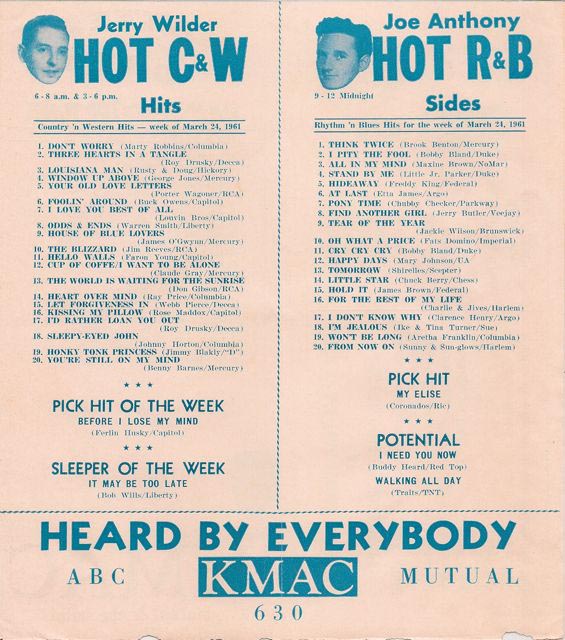 Jerry Wilder
HOT C&W
6 - 8 a.m. & 3 - 6 p.m.
Hits
Country 'n Western Hits — week of March 24, 1961
1. DON'T WORRY (Marty Robbins/Columbia)
2. THREE HEARTS IN A TANGLE
(Roy Drusky/Decca)
3. LOUISIANA MAN (Rusty & Doug/Hickory)
4. WINDOW UP ABOVE (George Jones/Mercury)
5. YOUR OLD LOVE LETTERS
(Porter Wagoner/RCA)
6. FOOLIN' AROUND (Buck Owens/Capitol)
7. I LOVE YOU BEST OF ALL
(Louvin Bros/Capitol)
8. ODDS & ENDS (Warren Smith/Liberty)
9. HOUSE OF BLUE LOVERS
(James O'Gwynn/Mercury)
10. THE BLIZZARD (Jim Reeves/RCA)
11. HELLO WALLS (Faron Young/Capitol)
12. CUP OF COFFE/I WANT TO BE ALONE
(Claude Gray/Mercury)
13. THE WORLD IS WAITING FOR THE SUNRISE
(Don Gibson/RCA)
14. HEART OVER MIND (Ray Price/Columbia)
15. LET FORGIVENESS IN (Webb Pierce/Decca)
16. KISSING MY PILLOW (Rose Maddox/Capitol)
17. I'D RATHER LOAN YOU OUT
(Roy Drusky/Decca)
18. SLEEPY-EYED JOHN
(Johnny Horton/Columbia)
19. HONKY TONK PRINCESS (Jimmy Blakly/"D")
20. YOU'RE STILL ON MY MIND
(Benny Barnes/Mercury)
★ ★ ★
PICK HIT OF THE WEEK
BEFORE I LOSE MY MIND
(Ferlin Husky/Capitol)
★ ★ ★
SLEEPER OF THE WEEK
IT MAY BE TOO LATE
(Bob Wills/Liberty)
Joe Anthony
HOT R&B
9 - 12 Midnight
Sides
Rhythm 'n Blues Hits for the week of March 24, 1961
1. THINK TWICE (Brook Benton/Mercury)
2. I PITY THE FOOL (Bobby Bland/Duke)
3. ALL IN MY MIND (Maxine Brown/NoMar)
4. STAND BY ME (Little Jr. Parker/Duke)
5. HIDEAWAY (Freddy King/Federal)
6. AT LAST (Etta James/Argo)
7. PONY TIME (Chubby Checker/Parkway)
8. FIND ANOTHER GIRL (Jerry Butler/Veejay)
9. TEAR OF THE YEAR
(Jackie Wilson/Brunswick)
10. OH WHAT A PRICE (Fats Domino/Imperial)
11. CRY CRY CRY (Bobby Bland/Duke)
12. HAPPY DAYS (Mary Johnson/UA
13. TOMORROW (Shirelles/Scepter)
14. LITTLE STAR (Chuck Berry/Chess)
15. HOLD IT (James Brown/Federal)
16. FOR THE REST OF MY LIFE
(Charlie & Jives/Harlem)
17. I DON'T KNOW WHY (Clarence Henry/Argo)
18. I'M JEALOUS (Ike & Tina Turner/Sue)
19. WON'T BE LONG (Aretha Franklin/Columbia)
20. FROM NOW ON (Sunny & Sun-glows/Harlem)
★ ★ ★
PICK HIT
MY ELISE
(Coronados/Ric)
★ ★ ★
POTENTIAL
I NEED YOU NOW
(Buddy Heard/Red Top)
WALKING ALL DAY
(Traits/TNT)
HEARD BY EVERYBODY
ABC KMAC MUTUAL
630